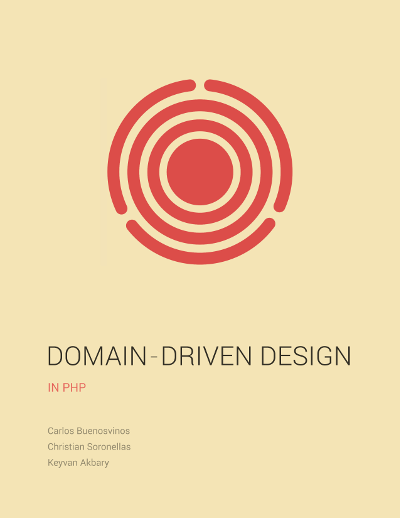 DOMAIN-DRIVEN DESIGN
IN PHP
Carlos Buenosvinos
Christian Soronellas
Keyvan Akbary